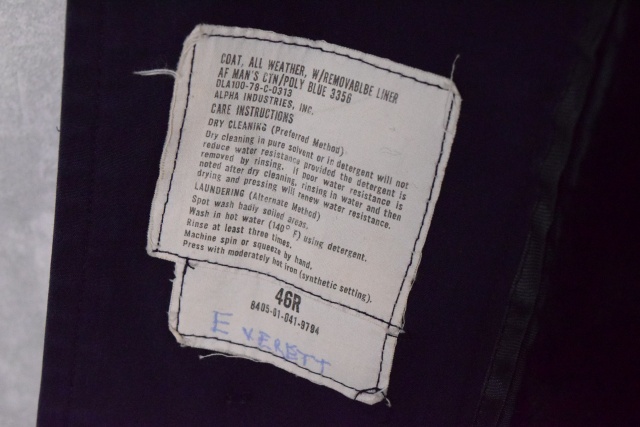 COAT, ALL WEATHER, W/REMOVABLBE LINER
AF MAN'S CTN/POLY BLUE 3356
DLA100-78-C-0313
ALPHA INDUSTRIES, INC.
CARE INSTRUCTIONS
DRY CLEANING (Preferred Method)
Dry cleaning in pure solvent or in detergent will not
reduce water resistance provided the detergent is
removed by rinsing. If poor water resistance is
noted after dry cleaning, rinsing in water and then
drying and pressing will renew water resistance.
LAUNDERING (Alternate Method)
Spot wash badly soiled areas.
Wash in hot water (140° F) using detergent.
Rinse at least three times.
Machine spin or squeeze by hand.
Press with moderately hot iron (synthetic setting).
46R
8405-01-041-9784
EVERETT